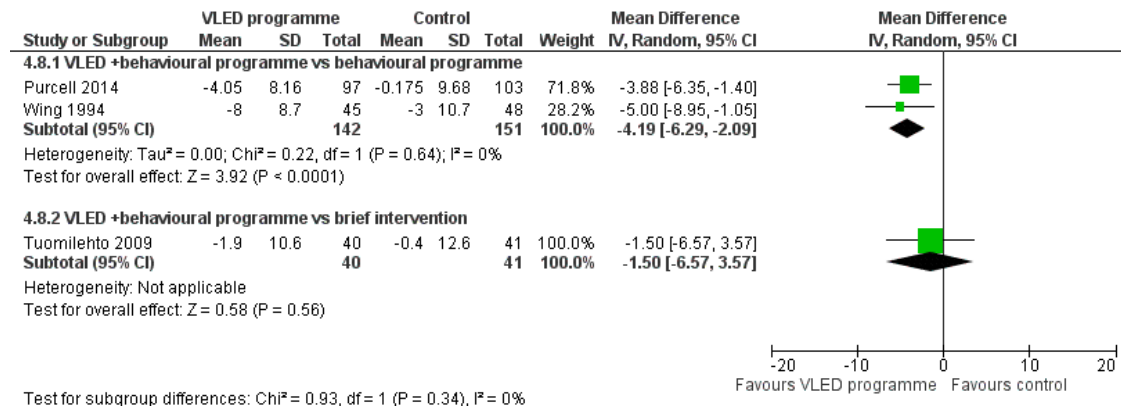 VLED programme Control Mean Difference Mean Difference
Study or Subgroup Mean SD Total Mean SD Total Weight IV, Random, 95% CI IV, Random, 95% CI
4.8.1 VLED +behavioural programme vs behavioural programme
Purcell 2014 -4.05 8.16 97 -0.175 9.68 103 71.8% -3.88 [-6.35, -1.40]
Wing 1994 -8 8.7 45 -3 10.7 48 28.2% -5.00 [-8.95, -1.05]
Subtotal (95% CI) 142 151 100.0% -4.19 [-6.29, -2.09]
Heterogeneity: Tau² = 0.00; Chi² = 0.22, df = 1 (P = 0.64); I² = 0%
Test for overall effect: Z = 3.92 (P < 0.0001)
4.8.2 VLED +behavioural programme vs brief intervention
Tuomilehto 2009 -1.9 10.6 40 -0.4 12.6 41 100.0% -1.50 [-6.57, 3.57]
Subtotal (95% CI) 40 41 100.0% -1.50 [-6.57, 3.57]
Heterogeneity: Not applicable
Test for overall effect: Z = 0.58 (P = 0.56)
-20 -10 0 10 20
Favours VLED programme Favours control
Test for subgroup differences: Chi² = 0.93, df = 1 (P = 0.34), I² = 0%